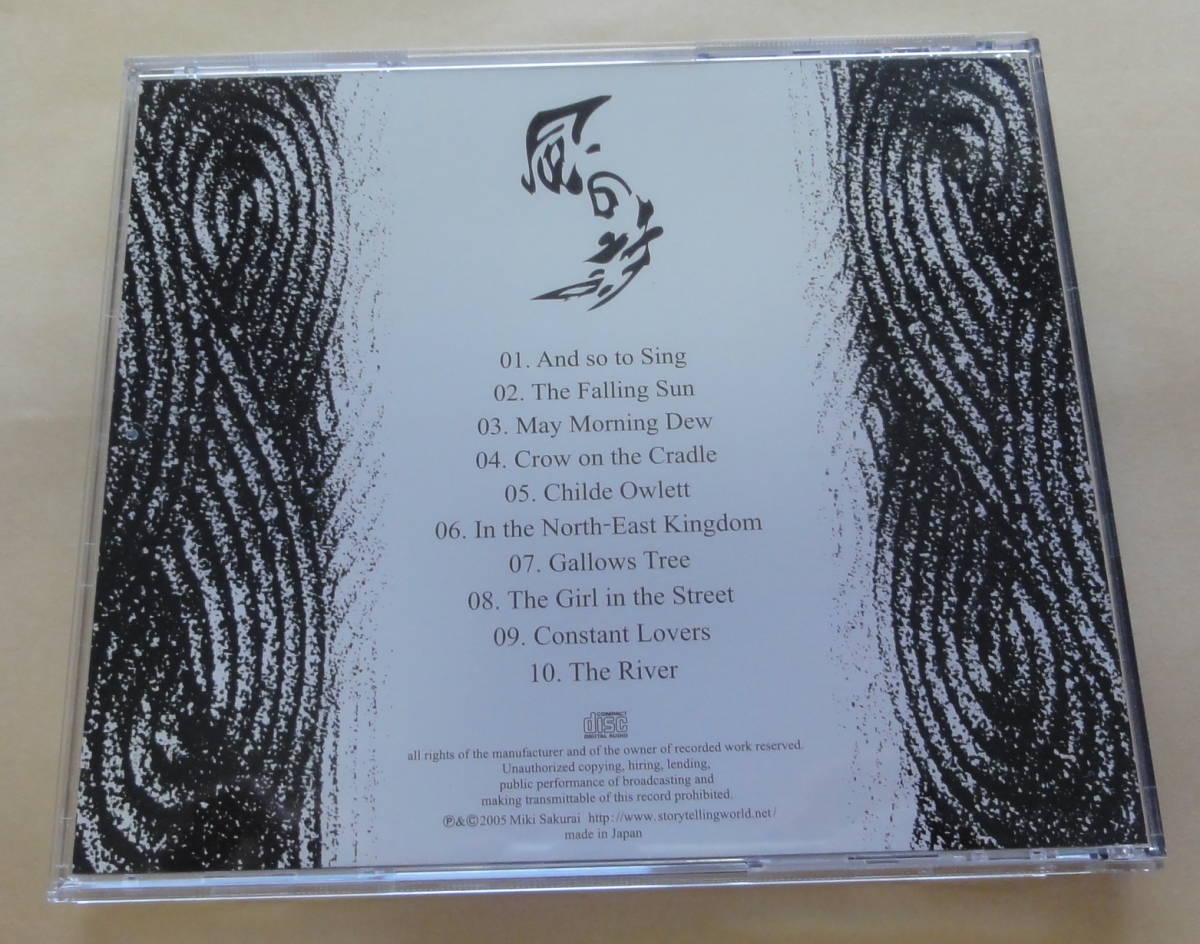 01. And so to Sing
02. The Falling Sun
03. May Morning Dew
04. Crow on the Cradle
05. Childe Owlett
06. In the North-East Kingdom
07. Gallows Tree
08. The Girl in the Street
09. Constant Lovers
10. The River
COMPACT
disc
DIGITAL AUDIO
all rights of the manufacturer and of the owner of recorded work reserved.
Unauthorized copying, hiring, lending,
public performance of broadcasting and
making transmittable of this record prohibited.
℗&©2005 Miki Sakurai http://www.storytellingworld.net/
made in Japan